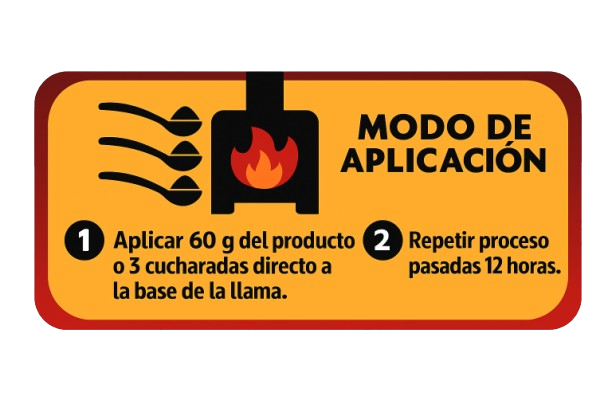 MODO DE
APLICACIÓN
1 Aplicar 60 g del producto
o 3 cucharadas directo a
la base de la llama.
2 Repetir proceso
pasadas 12 horas.